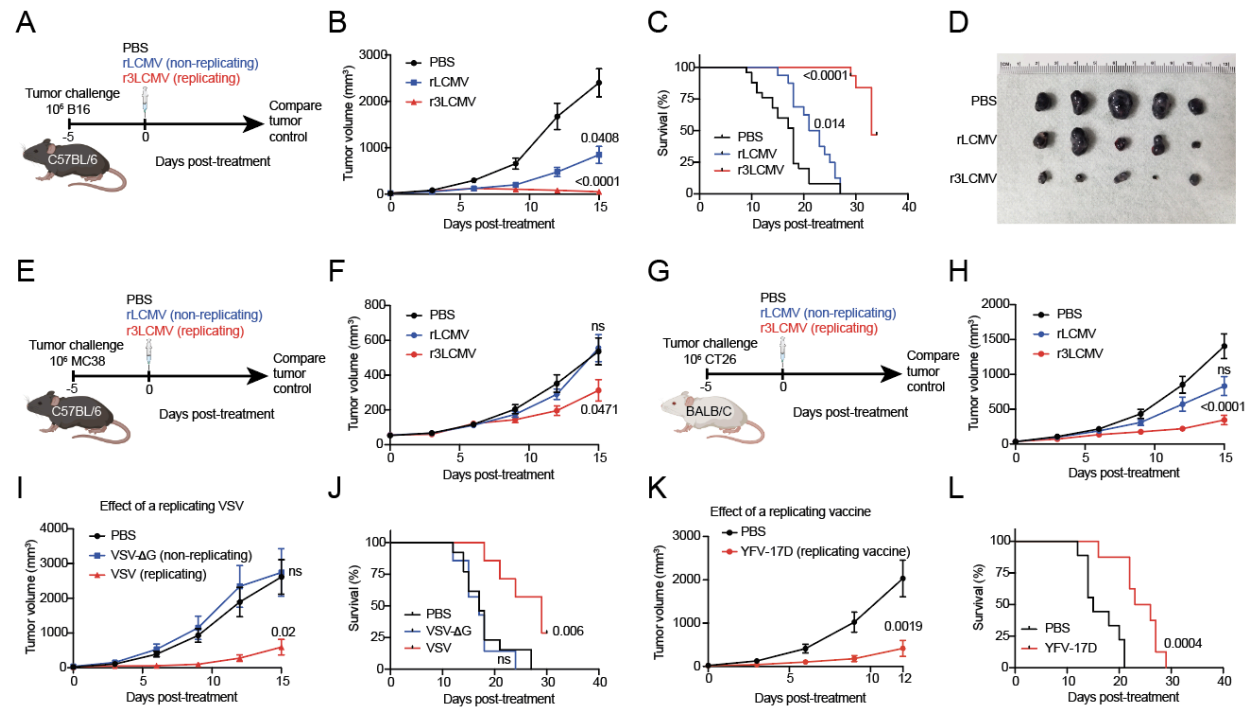 A
PBS
rLCMV (non-replicating)
r3LCMV (replicating)
Tumor challenge
10⁶ B16
-5
0
Compare
tumor
control
C57BL/6
Days post-treatment
B
Tumor volume (mm³)
3000
2000
1000
0
PBS
rLCMV
r3LCMV
0.0408
<0.0001
0
5
10
15
Days post-treatment
C
Survival (%)
100
75
50
25
0
<0.0001
0.014
PBS
rLCMV
r3LCMV
0
10
20
30
40
Days post-treatment
D
PBS
rLCMV
r3LCMV
E
PBS
rLCMV (non-replicating)
r3LCMV (replicating)
Tumor challenge
10⁶ MC38
-5
0
Compare
tumor
control
C57BL/6
Days post-treatment
F
Tumor volume (mm³)
800
600
400
200
0
PBS
rLCMV
r3LCMV
ns
0.0471
0
5
10
15
Days post-treatment
G
PBS
rLCMV (non-replicating)
r3LCMV (replicating)
Tumor challenge
10⁶ CT26
-5
0
Compare
tumor
control
BALB/C
Days post-treatment
H
Tumor volume (mm³)
2000
1500
1000
500
0
PBS
rLCMV
r3LCMV
ns
<0.0001
0
5
10
15
Days post-treatment
I
Effect of a replicating VSV
Tumor volume (mm³)
4000
3000
2000
1000
0
PBS
VSV-ΔG (non-replicating)
VSV (replicating)
ns
0.02
0
5
10
15
Days post-treatment
J
Survival (%)
100
75
50
25
0
PBS
VSV-ΔG
VSV
0.006
ns
0
10
20
30
40
Days post-treatment
K
Effect of a replicating vaccine
Tumor volume (mm³)
3000
2000
1000
0
PBS
YFV-17D (replicating vaccine)
0.0019
0
5
10
12
Days post-treatment
L
Survival (%)
100
75
50
25
0
PBS
YFV-17D
0.0004
0
10
20
30
40
Days post-treatment